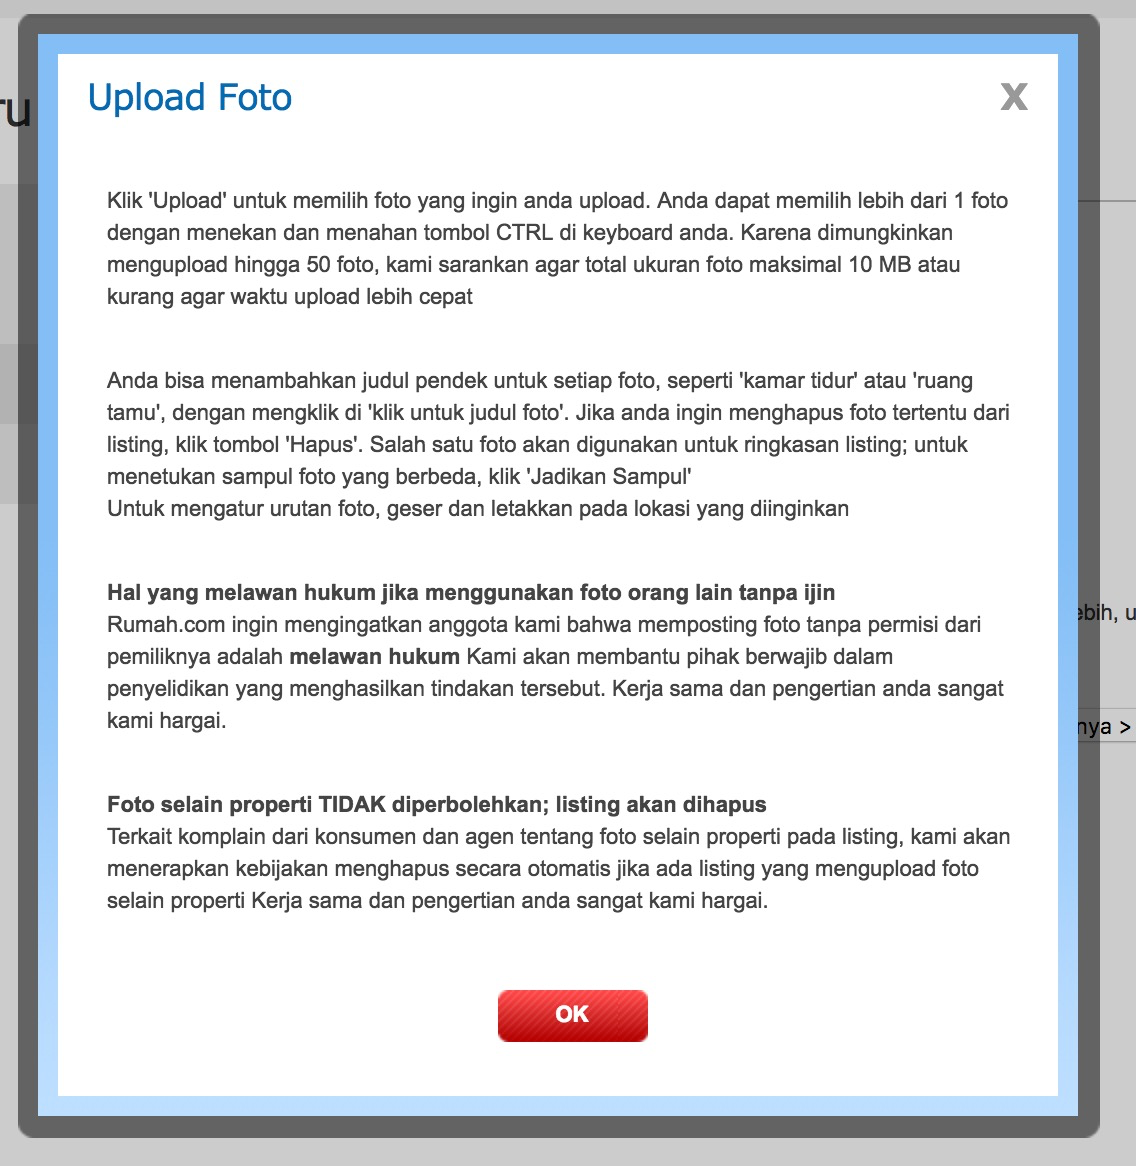 Upload Foto
X
ru
Klik 'Upload' untuk memilih foto yang ingin anda upload. Anda dapat memilih lebih dari 1 foto
dengan menekan dan menahan tombol CTRL di keyboard anda. Karena dimungkinkan
mengupload hingga 50 foto, kami sarankan agar total ukuran foto maksimal 10 MB atau
kurang agar waktu upload lebih cepat
Anda bisa menambahkan judul pendek untuk setiap foto, seperti 'kamar tidur' atau 'ruang
tamu', dengan mengklik di 'klik untuk judul foto'. Jika anda ingin menghapus foto tertentu dari
listing, klik tombol 'Hapus'. Salah satu foto akan digunakan untuk ringkasan listing; untuk
menetukan sampul foto yang berbeda, klik 'Jadikan Sampul'
Untuk mengatur urutan foto, geser dan letakkan pada lokasi yang diinginkan
Hal yang melawan hukum jika menggunakan foto orang lain tanpa ijin
Rumah.com ingin mengingatkan anggota kami bahwa memposting foto tanpa permisi dari
pemiliknya adalah melawan hukum Kami akan membantu pihak berwajib dalam
penyelidikan yang menghasilkan tindakan tersebut. Kerja sama dan pengertian anda sangat
kami hargai.
Foto selain properti TIDAK diperbolehkan; listing akan dihapus
Terkait komplain dari konsumen dan agen tentang foto selain properti pada listing, kami akan
menerapkan kebijakan menghapus secara otomatis jika ada listing yang mengupload foto
selain properti Kerja sama dan pengertian anda sangat kami hargai.
OK
ebih, u
nya >